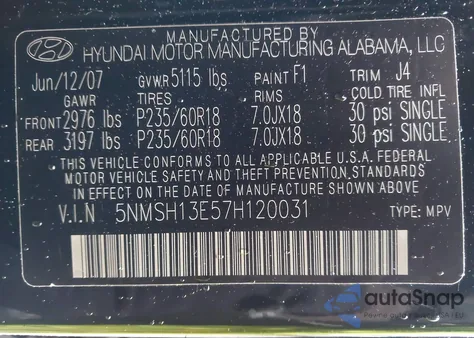 MANUFACTURED BY
HYUNDAI MOTOR MANUFACTURING ALABAMA, LLC
Jun/12/07 GVWR 5115 lbs PAINT F1 TRIM J4
GAWR TIRES RIMS COLD TIRE INFL
FRONT 2976 lbs P235/60R18 7.0JX18 30 psi SINGLE
REAR 3197 lbs P235/60R18 7.0JX18 30 psi SINGLE
THIS VEHICLE CONFORMS TO ALL APPLICABLE U.S.A. FEDERAL
MOTOR VEHICLE SAFETY AND THEFT PREVENTION STANDARDS
IN EFFECT ON THE DATE OF MANUFACTURE SHOWN ABOVE.
V.I.N 5NMSH13E57H120031 TYPE: MPV
autoSnap